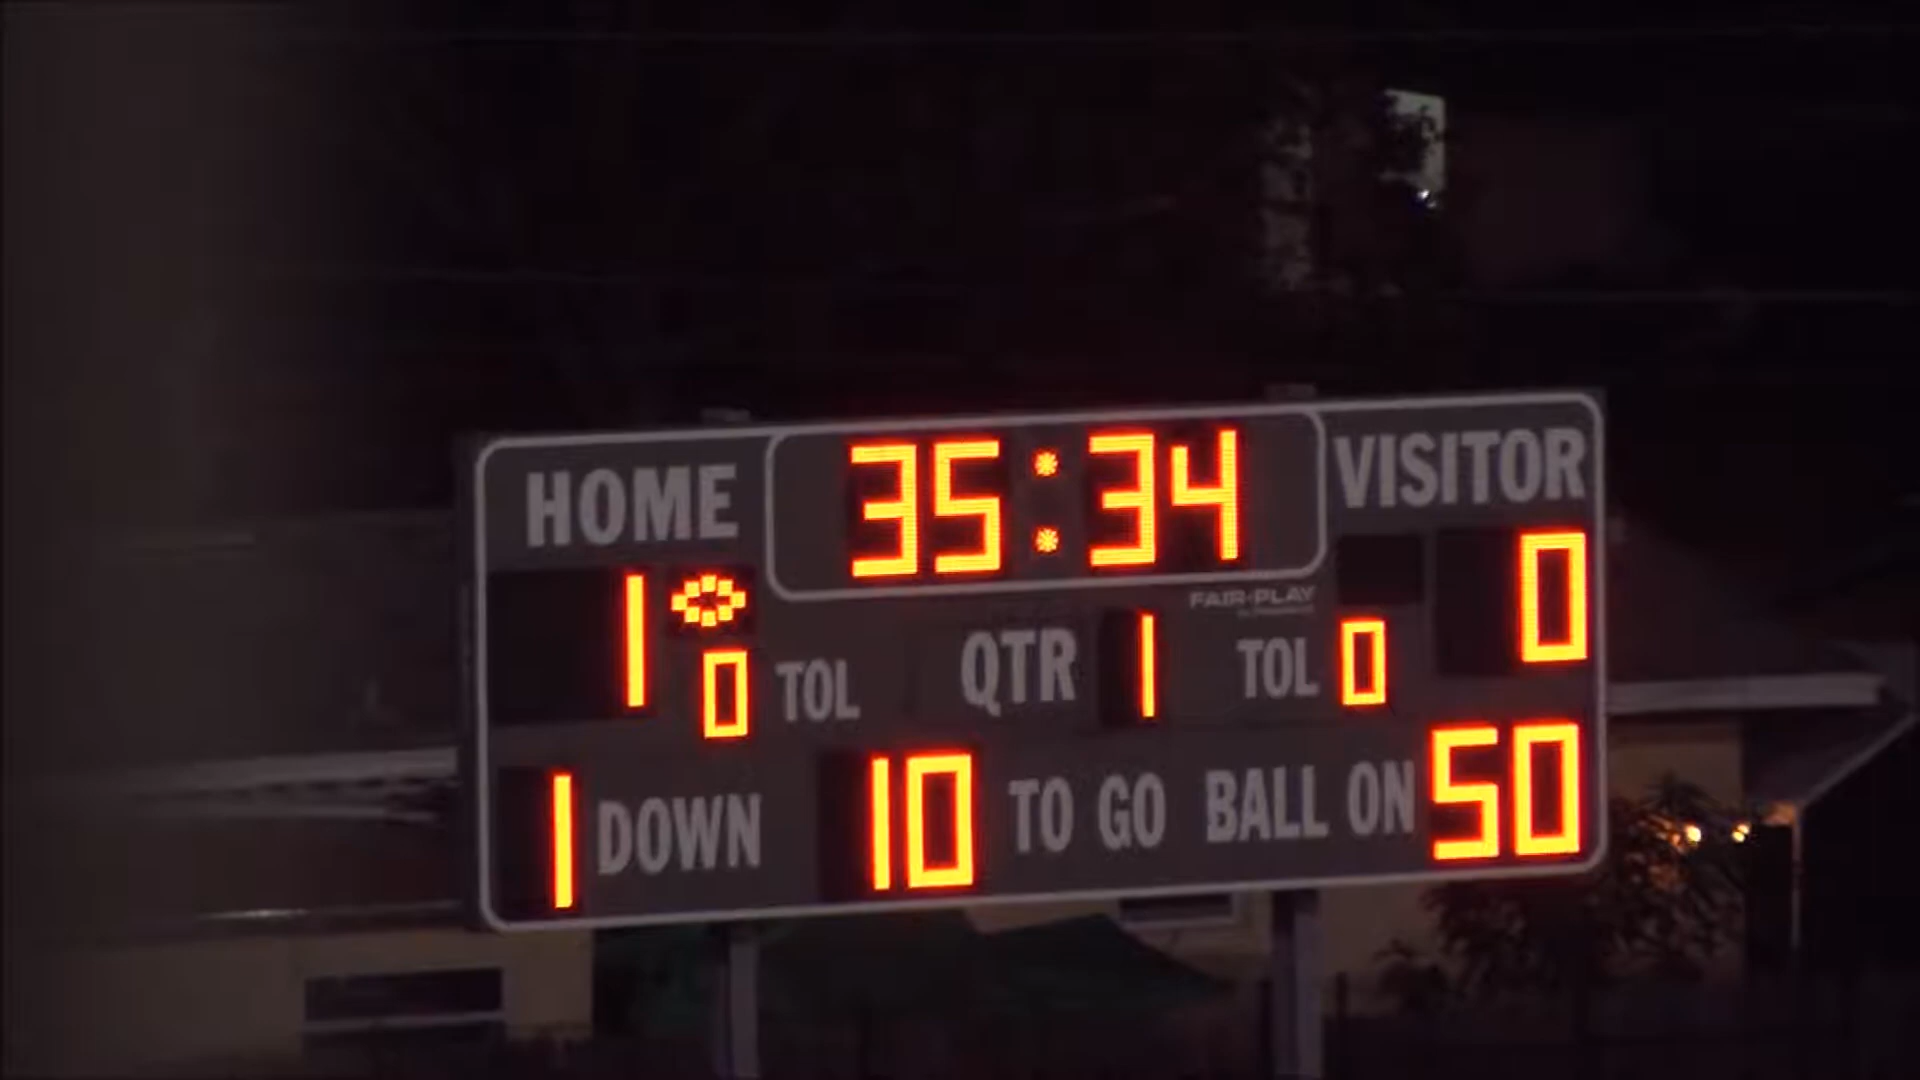 HOME 35:34 VISITOR
1 0
FAIR-PLAY
0 TOL QTR 1 TOL 0
1 DOWN 10 TO GO BALL ON 50